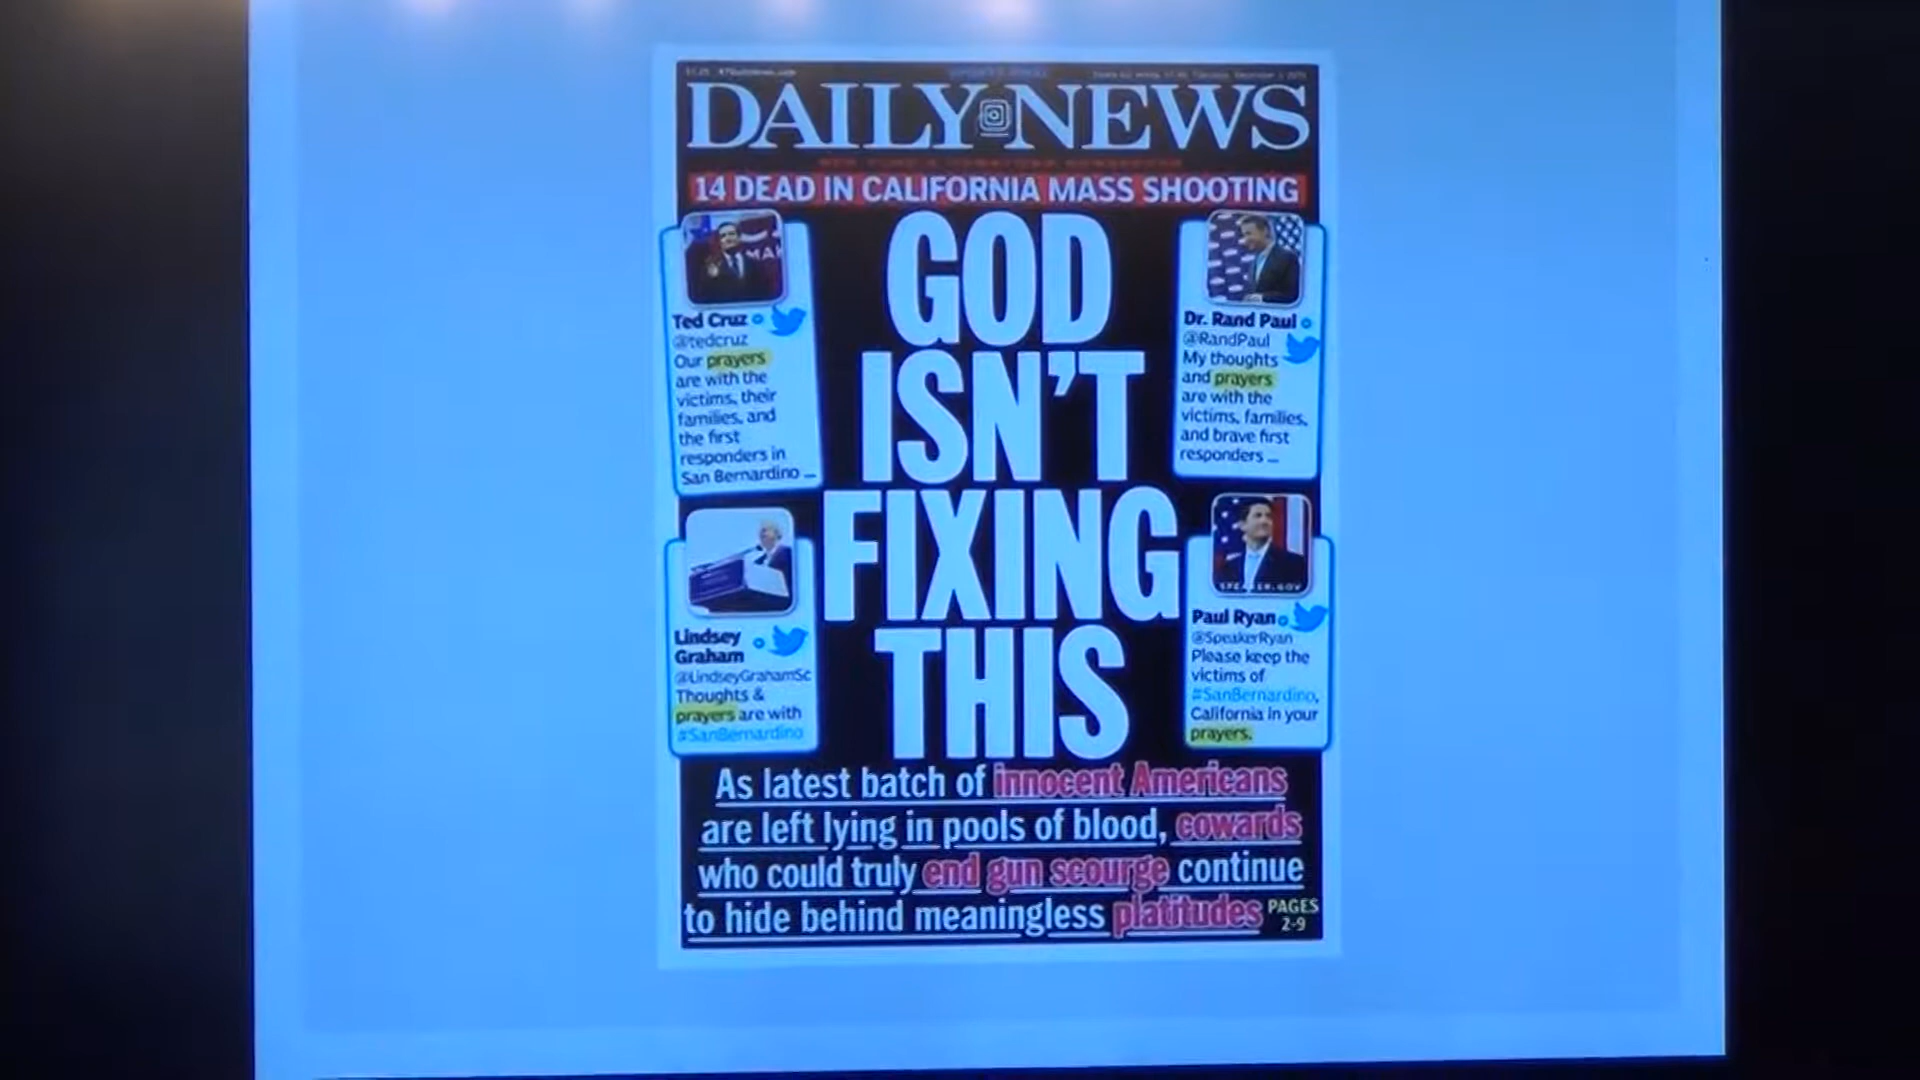 DAILY NEWS
14 DEAD IN CALIFORNIA MASS SHOOTING
GOD
ISN'T
FIXING
THIS
Ted Cruz
@tedcruz
Our prayers
are with the
victims, their
families, and
the first
responders in
San Bernardino ...
Dr. Rand Paul
@RandPaul
My thoughts
and prayers
are with the
victims, families,
and brave first
responders ...
Lindsey
Graham
@LindseyGrahamSC
Thoughts &
prayers are with
#SanBernardino
SPEAKER.GOV
Paul Ryan
@SpeakerRyan
Please keep the
victims of
#SanBernardino,
California in your
prayers.
As latest batch of innocent Americans
are left lying in pools of blood, cowards
who could truly end gun scourge continue
to hide behind meaningless platitudes
PAGES
2-9